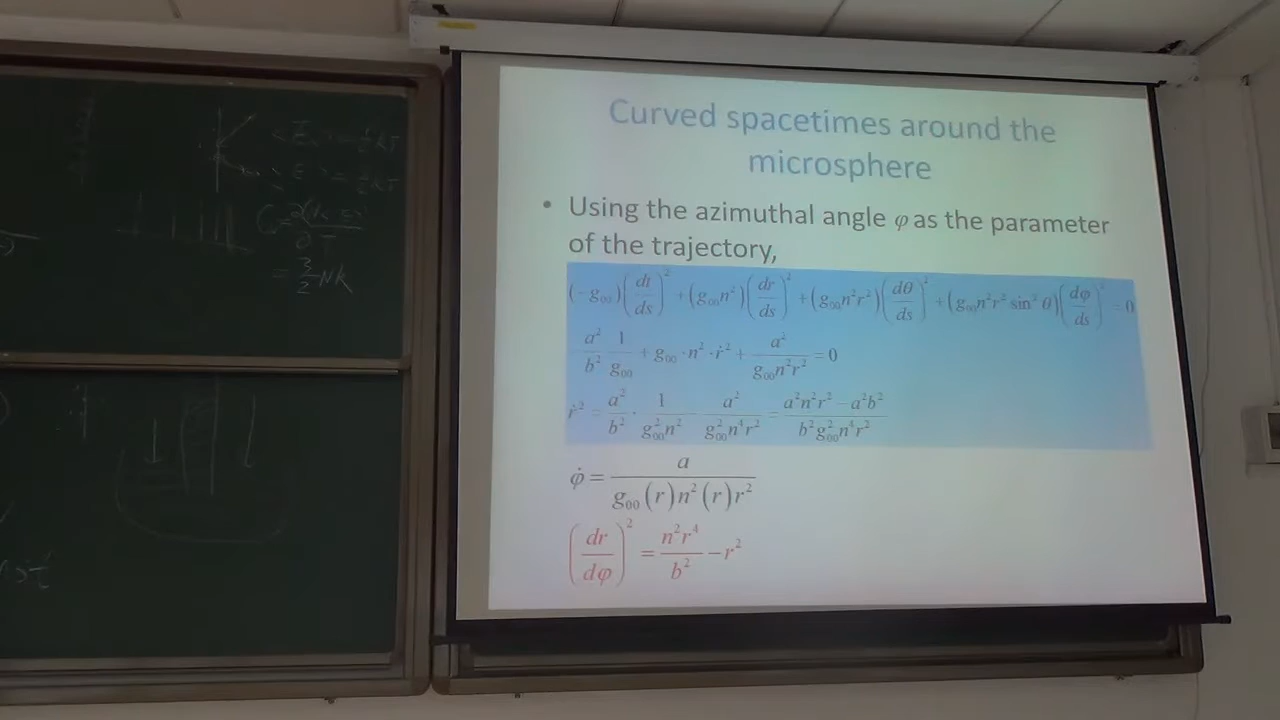 Curved spacetimes around the
microsphere
• Using the azimuthal angle φ as the parameter
of the trajectory,
(-g₀₀)(dt/ds)² + (g₀₀n²)(dr/ds)² + (g₀₀n²r²)(dθ/ds)² + (g₀₀n²r² sin² θ)(dφ/ds)² = 0
a²/b² 1/g₀₀ + g₀₀ · n² · ṙ² + a²/(g₀₀n²r²) = 0
ṙ² = a²/b² · 1/(g₀₀²n²) - a²/(g₀₀²n⁴r²) = (a²n²r² - a²b²)/(b²g₀₀²n⁴r²)
φ̇ = a/(g₀₀(r)n²(r)r²)
(dr/dφ)² = n²r⁴/b² - r²
= 3/2 Nk